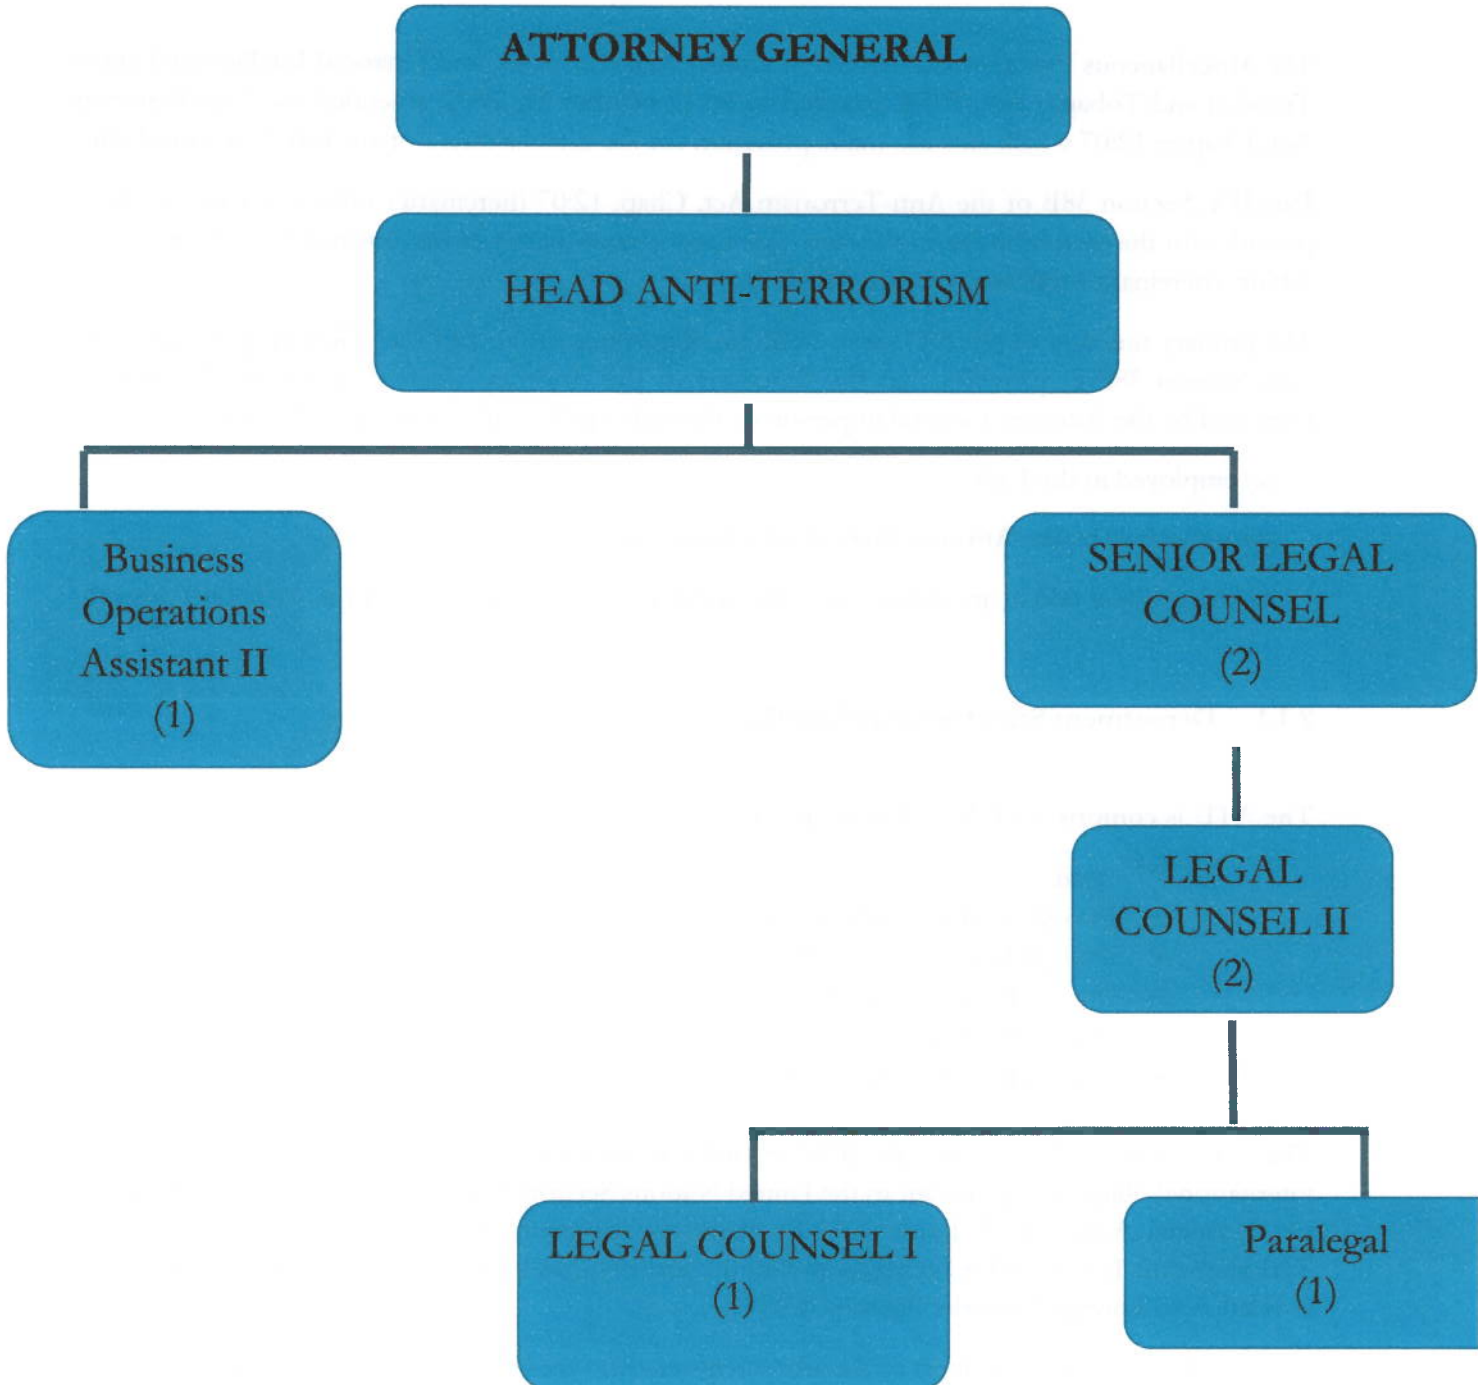 ATTORNEY GENERAL
HEAD ANTI-TERRORISM
Business
Operations
Assistant II
(1)
SENIOR LEGAL
COUNSEL
(2)
LEGAL
COUNSEL II
(2)
LEGAL COUNSEL I
(1)
Paralegal
(1)